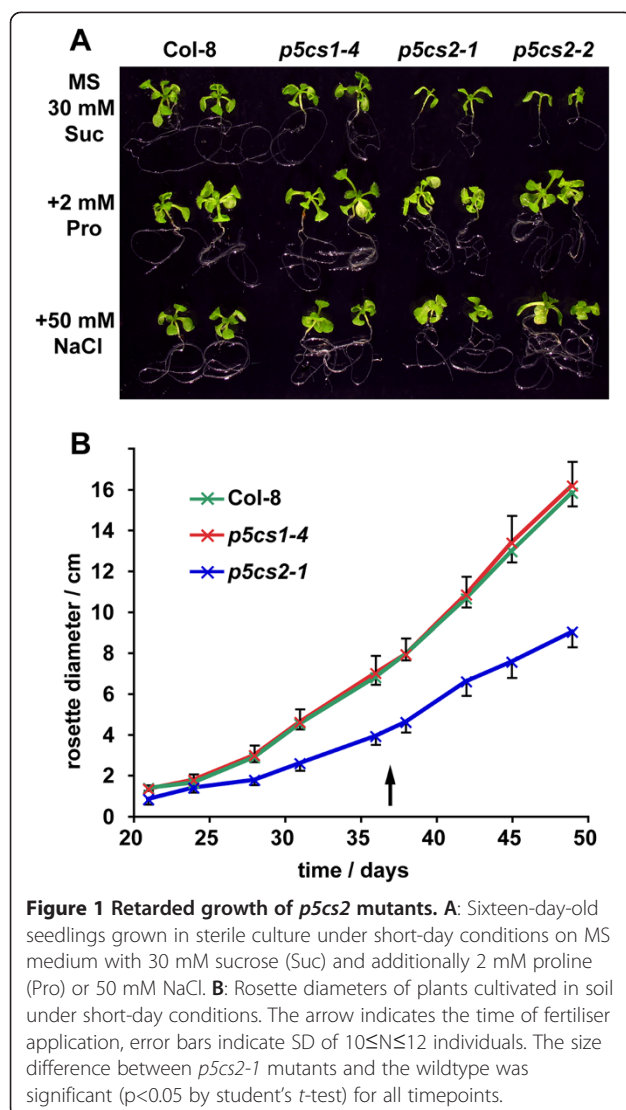 A
Col-8 p5cs1-4 p5cs2-1 p5cs2-2
MS
30 mM
Suc
+2 mM
Pro
+50 mM
NaCl
B
16
14
12
10
8
6
4
2
0
rosette diameter / cm
Col-8
p5cs1-4
p5cs2-1
20 25 30 35 40 45 50
time / days
Figure 1 Retarded growth of p5cs2 mutants. A: Sixteen-day-old
seedlings grown in sterile culture under short-day conditions on MS
medium with 30 mM sucrose (Suc) and additionally 2 mM proline
(Pro) or 50 mM NaCl. B: Rosette diameters of plants cultivated in soil
under short-day conditions. The arrow indicates the time of fertiliser
application, error bars indicate SD of 10≤N≤12 individuals. The size
difference between p5cs2-1 mutants and the wildtype was
significant (p<0.05 by student's t-test) for all timepoints.